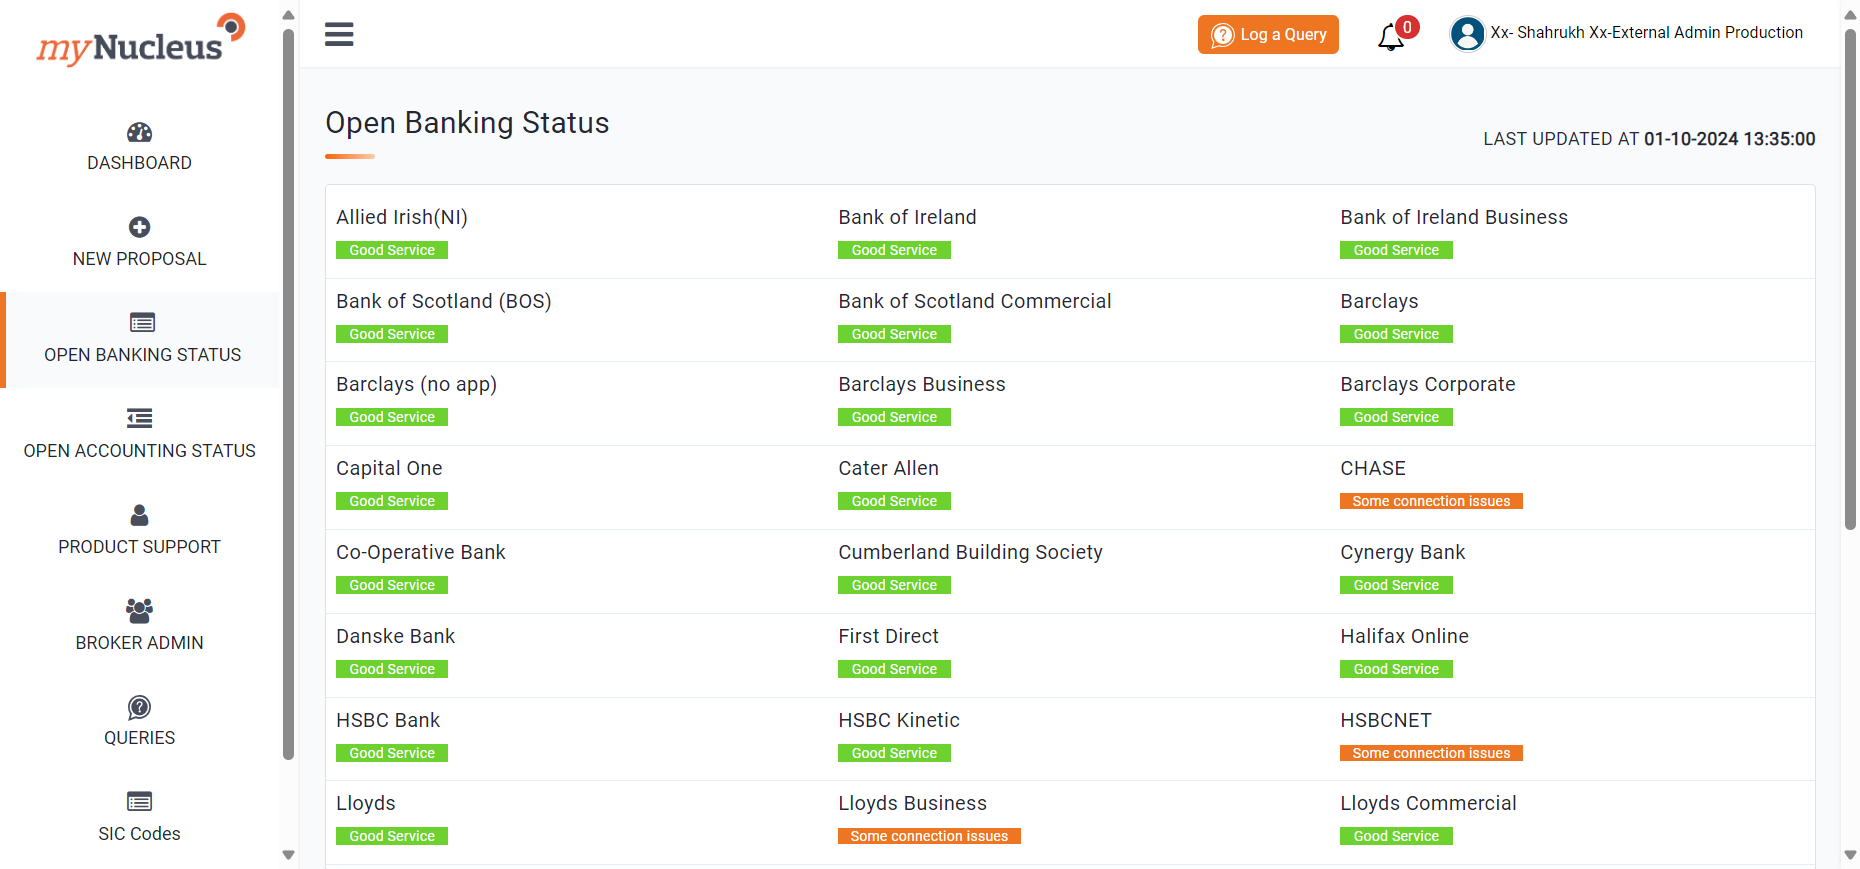 myNucleus
Log a Query
0
Xx- Shahrukh Xx-External Admin Production
DASHBOARD
NEW PROPOSAL
OPEN BANKING STATUS
OPEN ACCOUNTING STATUS
PRODUCT SUPPORT
BROKER ADMIN
QUERIES
SIC Codes
Open Banking Status
LAST UPDATED AT 01-10-2024 13:35:00
Allied Irish(NI)
Good Service
Bank of Ireland
Good Service
Bank of Ireland Business
Good Service
Bank of Scotland (BOS)
Good Service
Bank of Scotland Commercial
Good Service
Barclays
Good Service
Barclays (no app)
Good Service
Barclays Business
Good Service
Barclays Corporate
Good Service
Capital One
Good Service
Cater Allen
Good Service
CHASE
Some connection issues
Co-Operative Bank
Good Service
Cumberland Building Society
Good Service
Cynergy Bank
Good Service
Danske Bank
Good Service
First Direct
Good Service
Halifax Online
Good Service
HSBC Bank
Good Service
HSBC Kinetic
Good Service
HSBCNET
Some connection issues
Lloyds
Good Service
Lloyds Business
Some connection issues
Lloyds Commercial
Good Service